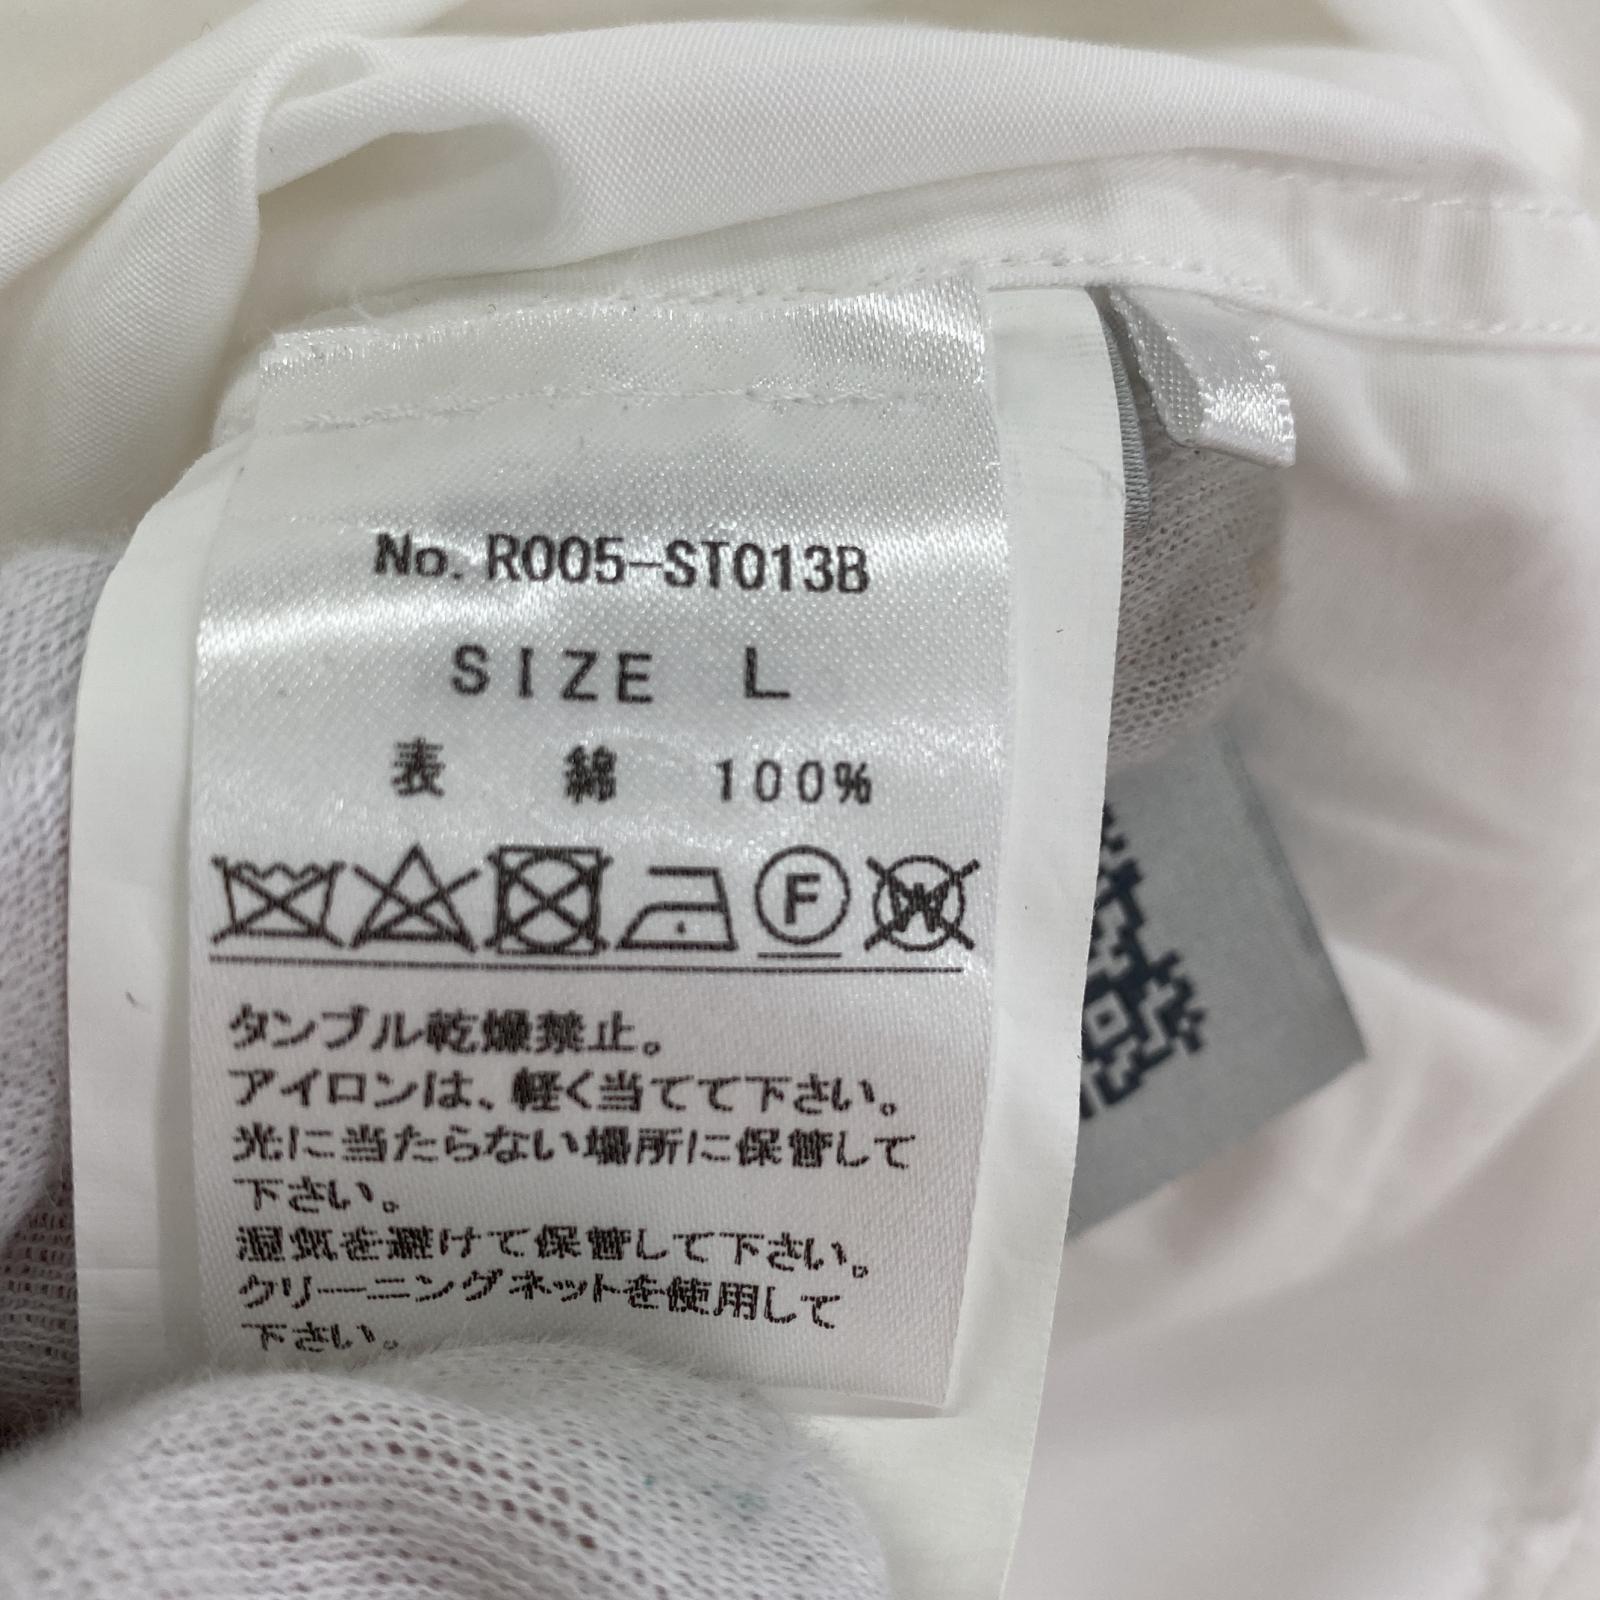 No. R005-ST013B
SIZE L
表 綿 100%
F W
タンブル乾燥禁止。
アイロンは、軽く当てて下さい。
光に当たらない場所に保管して
下さい。
湿気を避けて保管して下さい。
クリーニングネットを使用して
下さい。